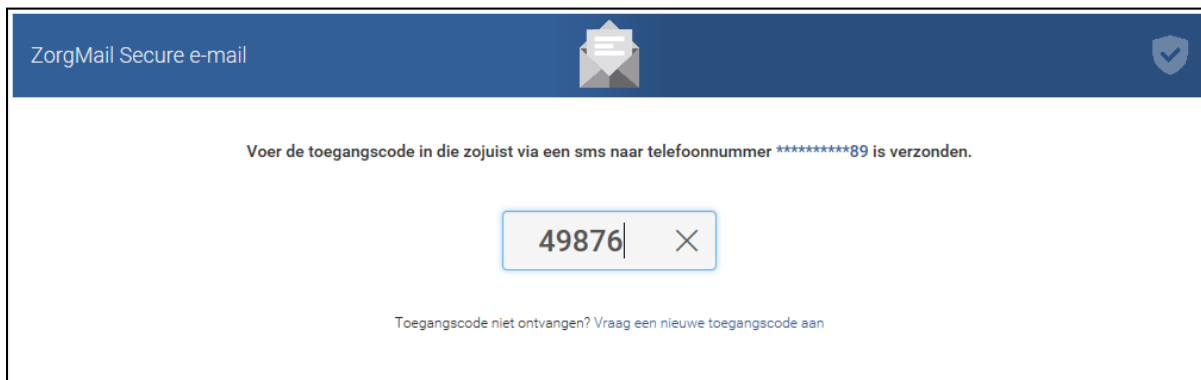 ZorgMail Secure e-mail
Voer de toegangscode in die zojuist via een sms naar telefoonnummer **********89 is verzonden.
49876
Toegangscode niet ontvangen? Vraag een nieuwe toegangscode aan